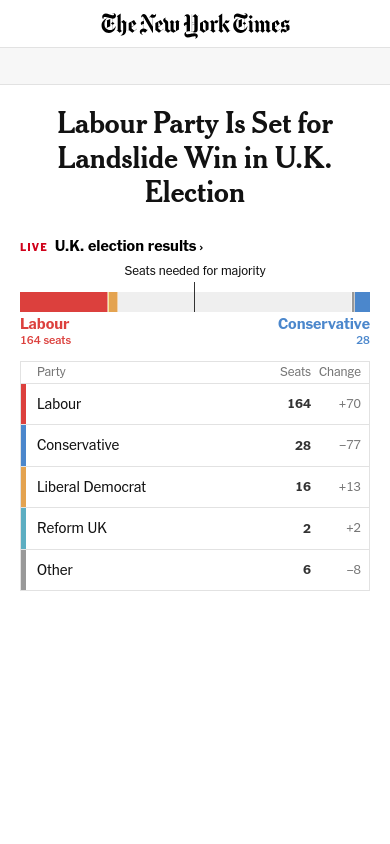 The New York Times
Labour Party Is Set for
Landslide Win in U.K.
Election
LIVE U.K. election results ›
Seats needed for majority
Labour Conservative
164 seats 28
Party Seats Change
Labour 164 +70
Conservative 28 –77
Liberal Democrat 16 +13
Reform UK 2 +2
Other 6 –8